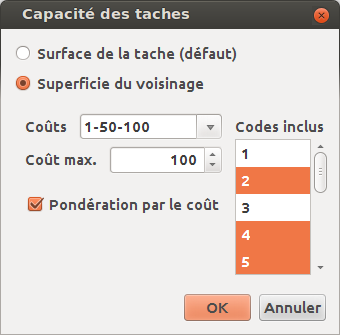 Capacité des taches
Surface de la tache (défaut)
Superficie du voisinage
Coûts 1-50-100
Coût max. 100
Pondération par le coût
Codes inclus
1
2
3
4
5
OK Annuler